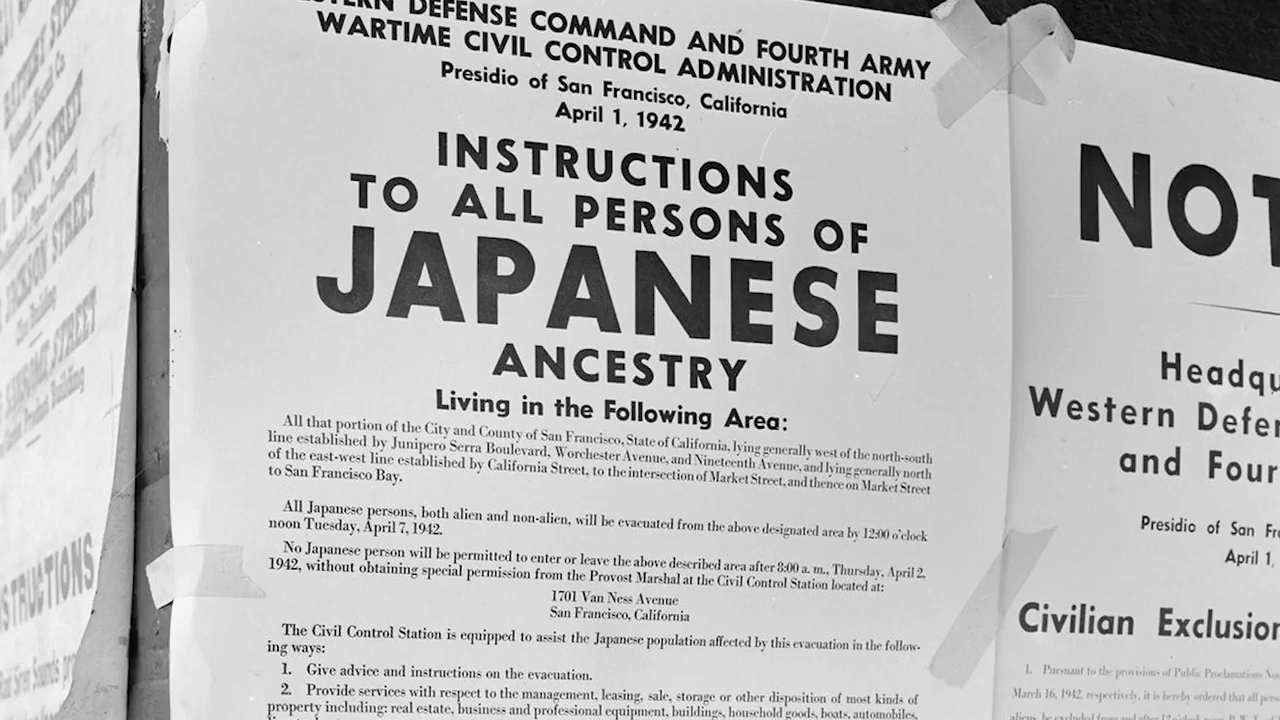 WESTERN DEFENSE COMMAND AND FOURTH ARMY
WARTIME CIVIL CONTROL ADMINISTRATION
Presidio of San Francisco, California
April 1, 1942
INSTRUCTIONS
TO ALL PERSONS OF
JAPANESE
ANCESTRY
Living in the Following Area:
All that portion of the City and County of San Francisco, State of California, lying generally west of the north-south
line established by Junipero Serra Boulevard, Worchester Avenue, and Nineteenth Avenue, and lying generally north
of the east-west line established by California Street, to the intersection of Market Street, and thence on Market Street
to San Francisco Bay.
All Japanese persons, both alien and non-alien, will be evacuated from the above designated area by 12:00 o'clock
noon Tuesday, April 7, 1942.
No Japanese person will be permitted to enter or leave the above described area after 8:00 a. m., Thursday, April 2,
1942, without obtaining special permission from the Provost Marshal at the Civil Control Station located at:
1701 Van Ness Avenue
San Francisco, California
The Civil Control Station is equipped to assist the Japanese population affected by this evacuation in the follow-
ing ways:
1. Give advice and instructions on the evacuation.
2. Provide services with respect to the management, leasing, sale, storage or other disposition of most kinds of
property including: real estate, business and professional equipment, buildings, household goods, boats, automobiles,
NOT
Headqu
Western Defen
and Four
Presidio of San Fr
April 1,
Civilian Exclusion
1. Pursuant to the provisions of Public Proclamations Nos
March 16, 1942, respectively, it is hereby ordered that all pers
STREET
FRONT STREET
JACKSON STREET
SANSOME STREET
Building
STRUCTIONS